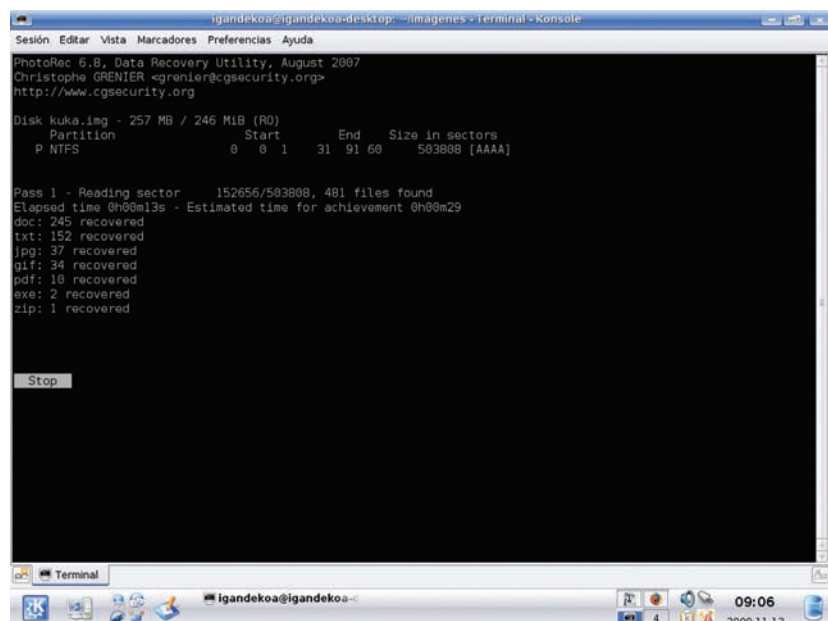 igandekoa@igandekoa-desktop: ~/imagenes - Terminal - Konsole
Sesión Editar Vista Marcadores Preferencias Ayuda
PhotoRec 6.8, Data Recovery Utility, August 2007
Christophe GRENIER <grenier@cgsecurity.org>
http://www.cgsecurity.org
Disk kuka.img - 257 MB / 246 MiB (RO)
Partition Start End Size in sectors
P NTFS 0 0 1 31 91 60 503808 [AAAA]
Pass 1 - Reading sector 152656/503808, 481 files found
Elapsed time 0h00m13s - Estimated time for achievement 0h00m29
doc: 245 recovered
txt: 152 recovered
jpg: 37 recovered
gif: 34 recovered
pdf: 10 recovered
exe: 2 recovered
zip: 1 recovered
Stop
Terminal
igandekoa@igandekoa-
4
09:06